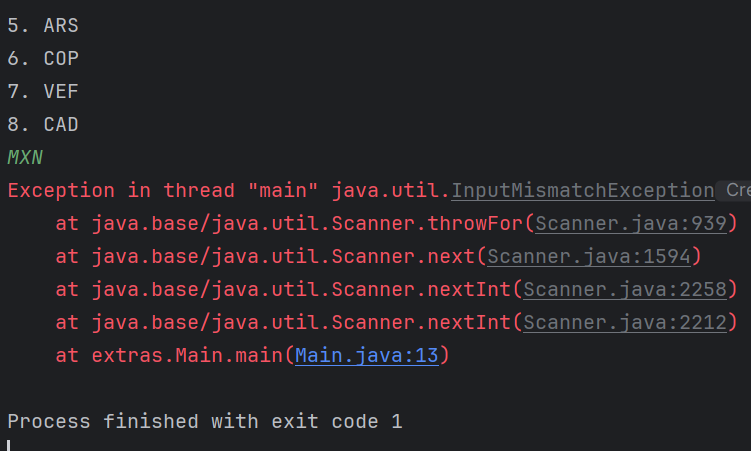 5. ARS
6. COP
7. VEF
8. CAD
MXN
Exception in thread "main" java.util.InputMismatchException Cre
    at java.base/java.util.Scanner.throwFor(Scanner.java:939)
    at java.base/java.util.Scanner.next(Scanner.java:1594)
    at java.base/java.util.Scanner.nextInt(Scanner.java:2258)
    at java.base/java.util.Scanner.nextInt(Scanner.java:2212)
    at extras.Main.main(Main.java:13)
Process finished with exit code 1